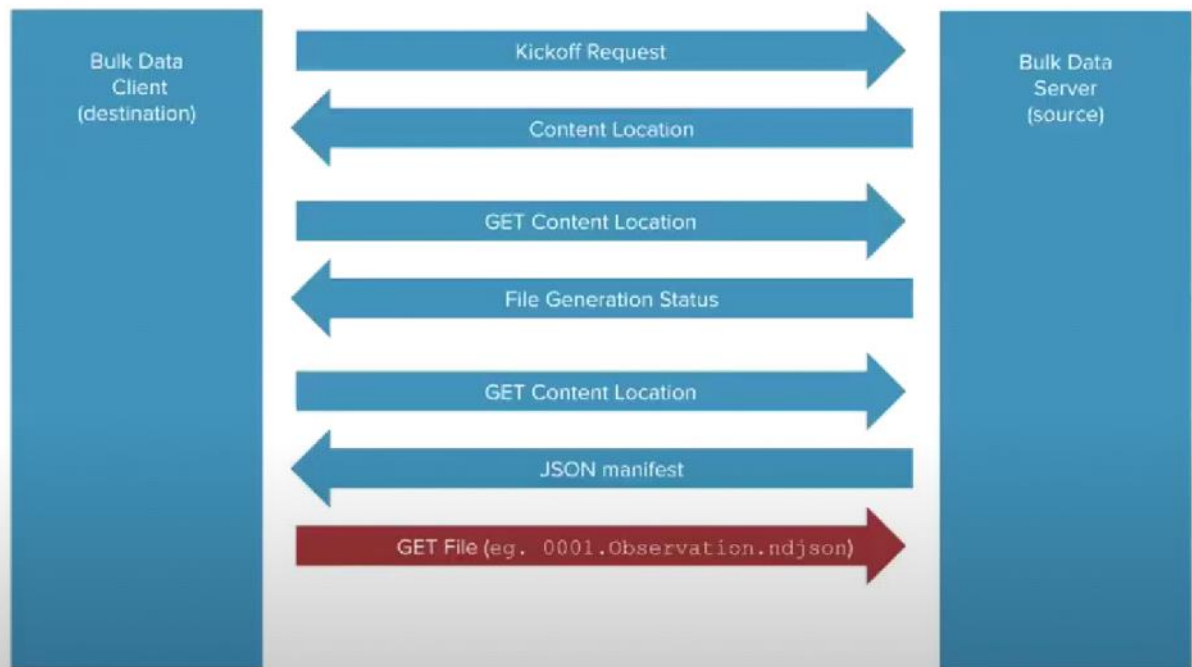 Bulk Data
Client
(destination)
Kickoff Request
Bulk Data
Server
(source)
Content Location
GET Content Location
File Generation Status
GET Content Location
JSON manifest
GET File (eg. 0001.Observation.ndjson)